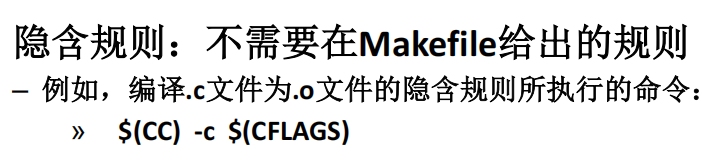 隐含规则：不需要在Makefile给出的规则
– 例如，编译.c文件为.o文件的隐含规则所执行的命令：
» $(CC) -c $(CFLAGS)